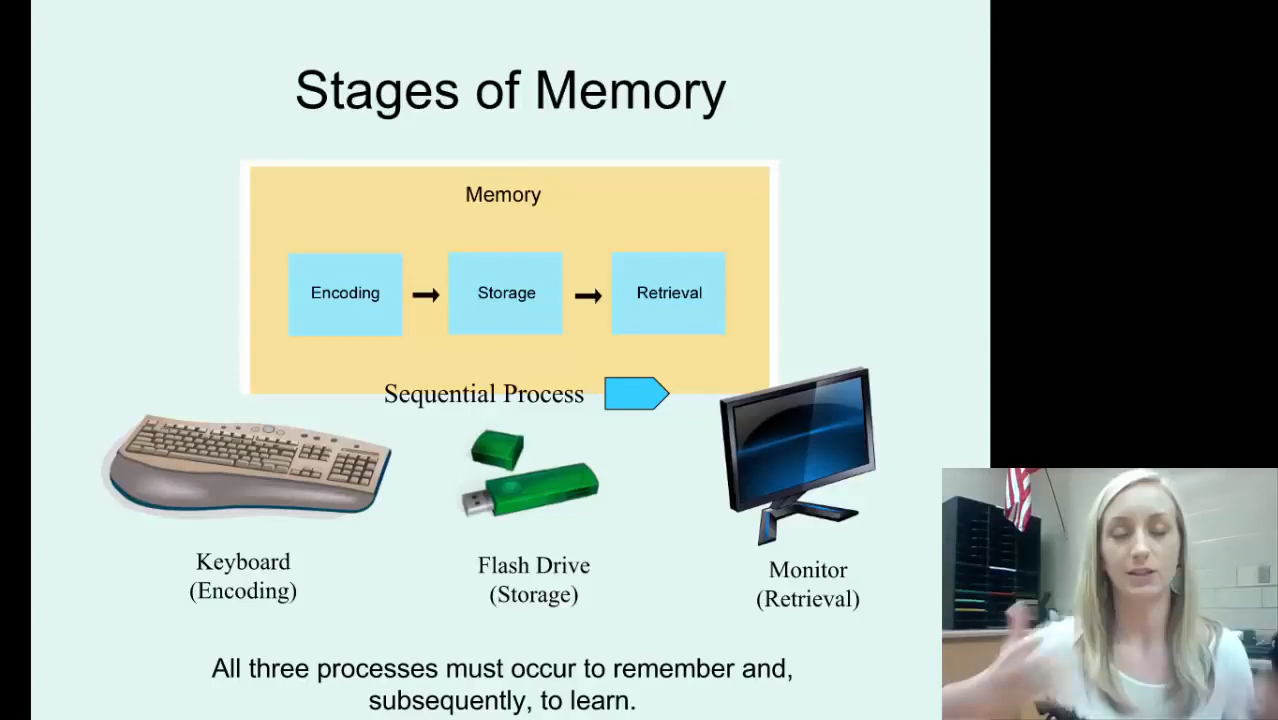 Stages of Memory
Memory
Encoding
Storage
Retrieval
Sequential Process
Keyboard
(Encoding)
Flash Drive
(Storage)
Monitor
(Retrieval)
All three processes must occur to remember and,
subsequently, to learn.